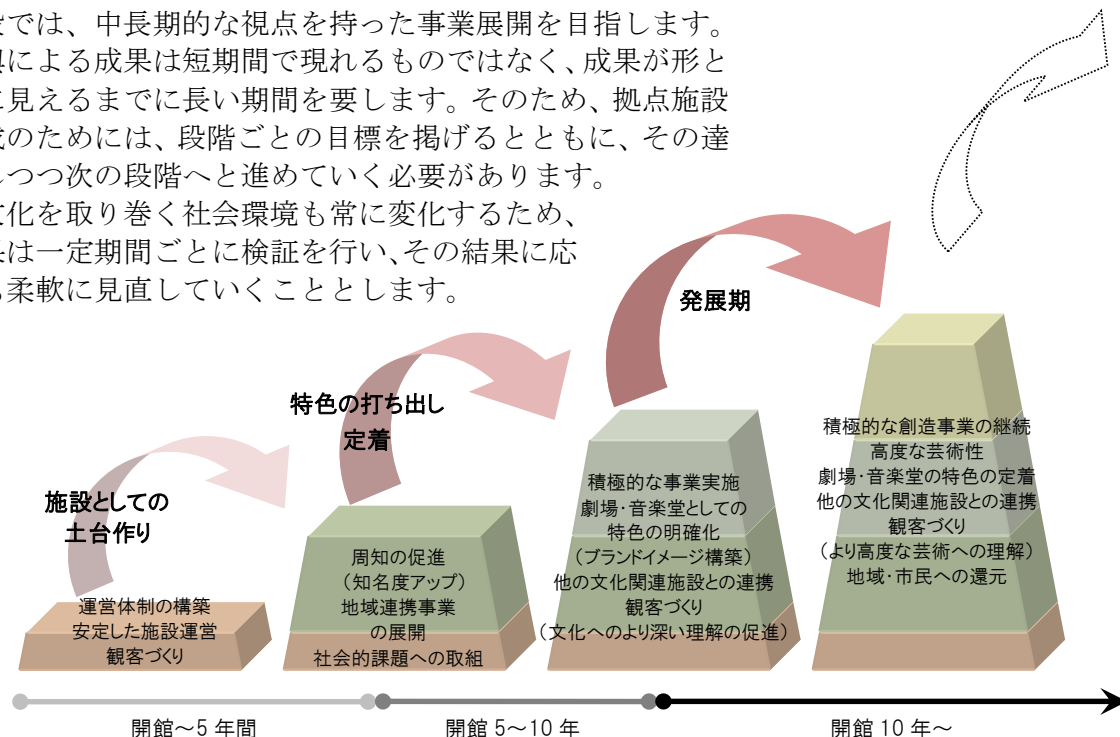 設では、中長期的な視点を持った事業展開を目指します。
による成果は短期間で現れるものではなく、成果が形と
見えるまでに長い期間を要します。そのため、拠点施設
のためには、段階ごとの目標を掲げるとともに、その達
しつつ次の段階へと進めていく必要があります。
文化を取り巻く社会環境も常に変化するため、
は一定期間ごとに検証を行い、その結果に応
柔軟に見直していくこととします。
施設としての
土台作り
特色の打ち出し
定着
発展期
運営体制の構築
安定した施設運営
観客づくり
周知の促進
（知名度アップ）
地域連携事業
の展開
社会的課題への取組
積極的な事業実施
劇場・音楽堂としての
特色の明確化
（ブランドイメージ構築）
他の文化関連施設との連携
観客づくり
（文化へのより深い理解の促進）
積極的な創造事業の継続
高度な芸術性
劇場・音楽堂の特色の定着
他の文化関連施設との連携
観客づくり
（より高度な芸術への理解）
地域・市民への還元
開館～5 年間
開館 5～10 年
開館 10 年～